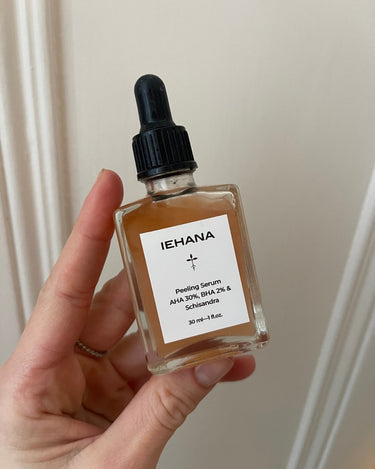 IEHANA
Peeling Serum
AHA 30%, BHA 2% &
Schisandra
30 ml—1 fl.oz.